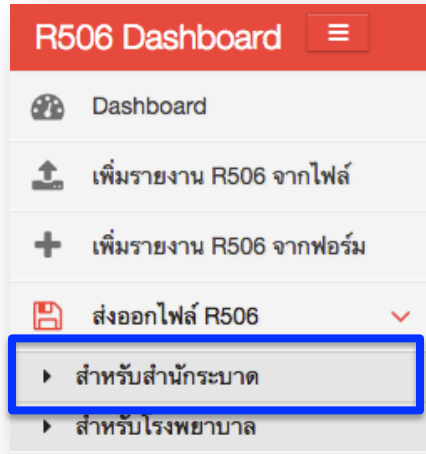 R506 Dashboard
Dashboard
เพิ่มรายงาน R506 จากไฟล์
เพิ่มรายงาน R506 จากฟอร์ม
ส่งออกไฟล์ R506
สำหรับสำนักระบาด
สำหรับโรงพยาบาล